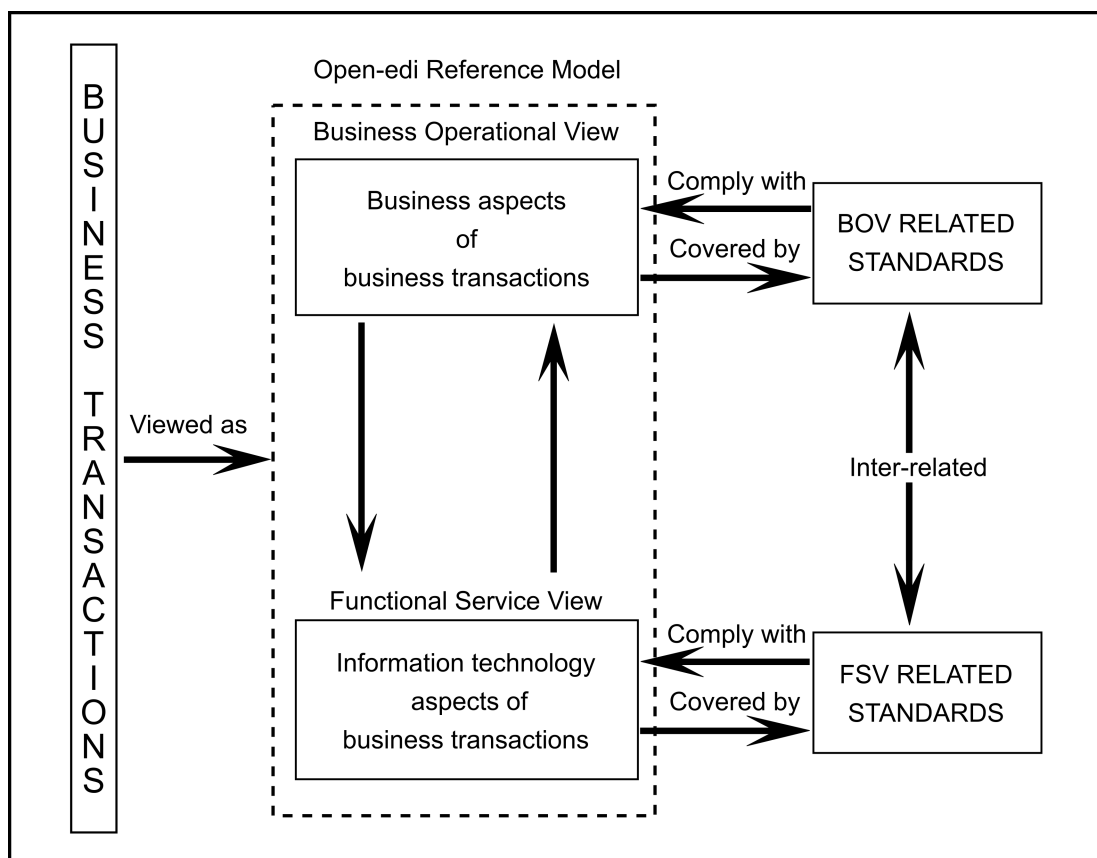 BUSINESS TRANSACTIONS
Open-edi Reference Model
Business Operational View
Business aspects
of
business transactions
Comply with
Covered by
BOV RELATED
STANDARDS
Viewed as
Inter-related
Functional Service View
Information technology
aspects of
business transactions
Comply with
Covered by
FSV RELATED
STANDARDS